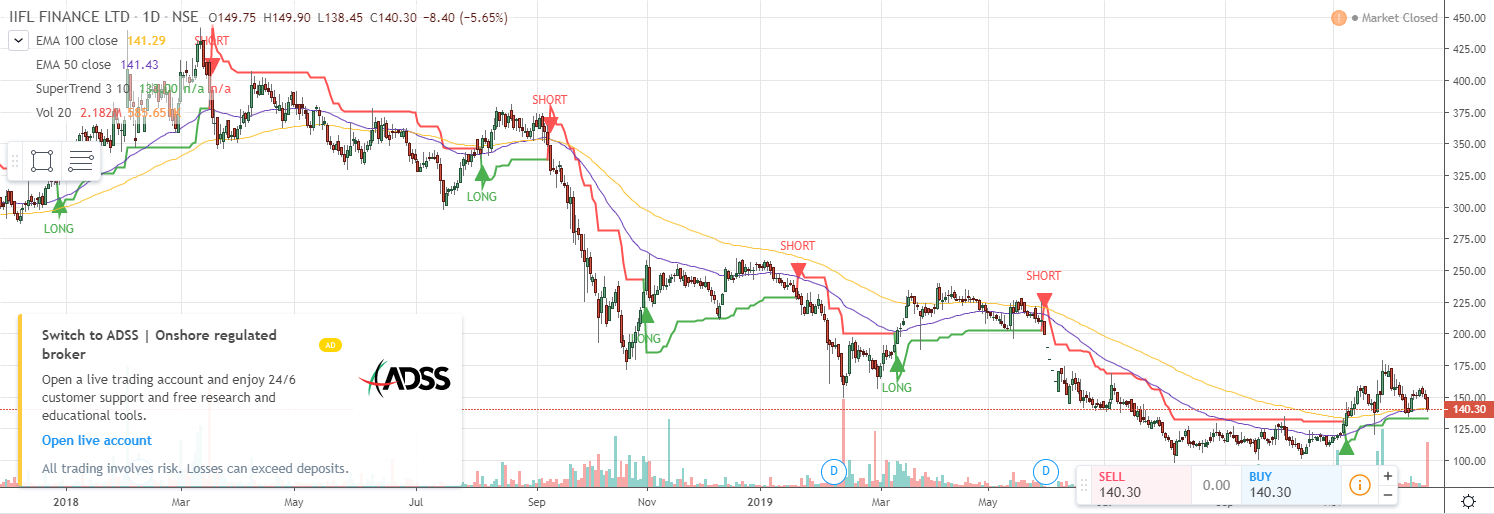 IIFL FINANCE LTD · 1D · NSE O149.75 H149.90 L138.45 C140.30 −8.40 (−5.65%)
Market Closed
EMA 100 close 141.29
EMA 50 close 141.43
SuperTrend 3 10 n/a n/a
Vol 20
SHORT
LONG
LONG
SHORT
LONG
SHORT
LONG
SHORT
450.00
425.00
400.00
375.00
350.00
325.00
300.00
275.00
250.00
225.00
200.00
175.00
150.00
140.30
125.00
100.00
Switch to ADSS | Onshore regulated
broker
AD
Open a live trading account and enjoy 24/6
customer support and free research and
educational tools.
Open live account
All trading involves risk. Losses can exceed deposits.
ADSS
D
D
SELL
140.30
0.00
BUY
140.30
2018 Mar May Jul Sep Nov 2019 Mar May